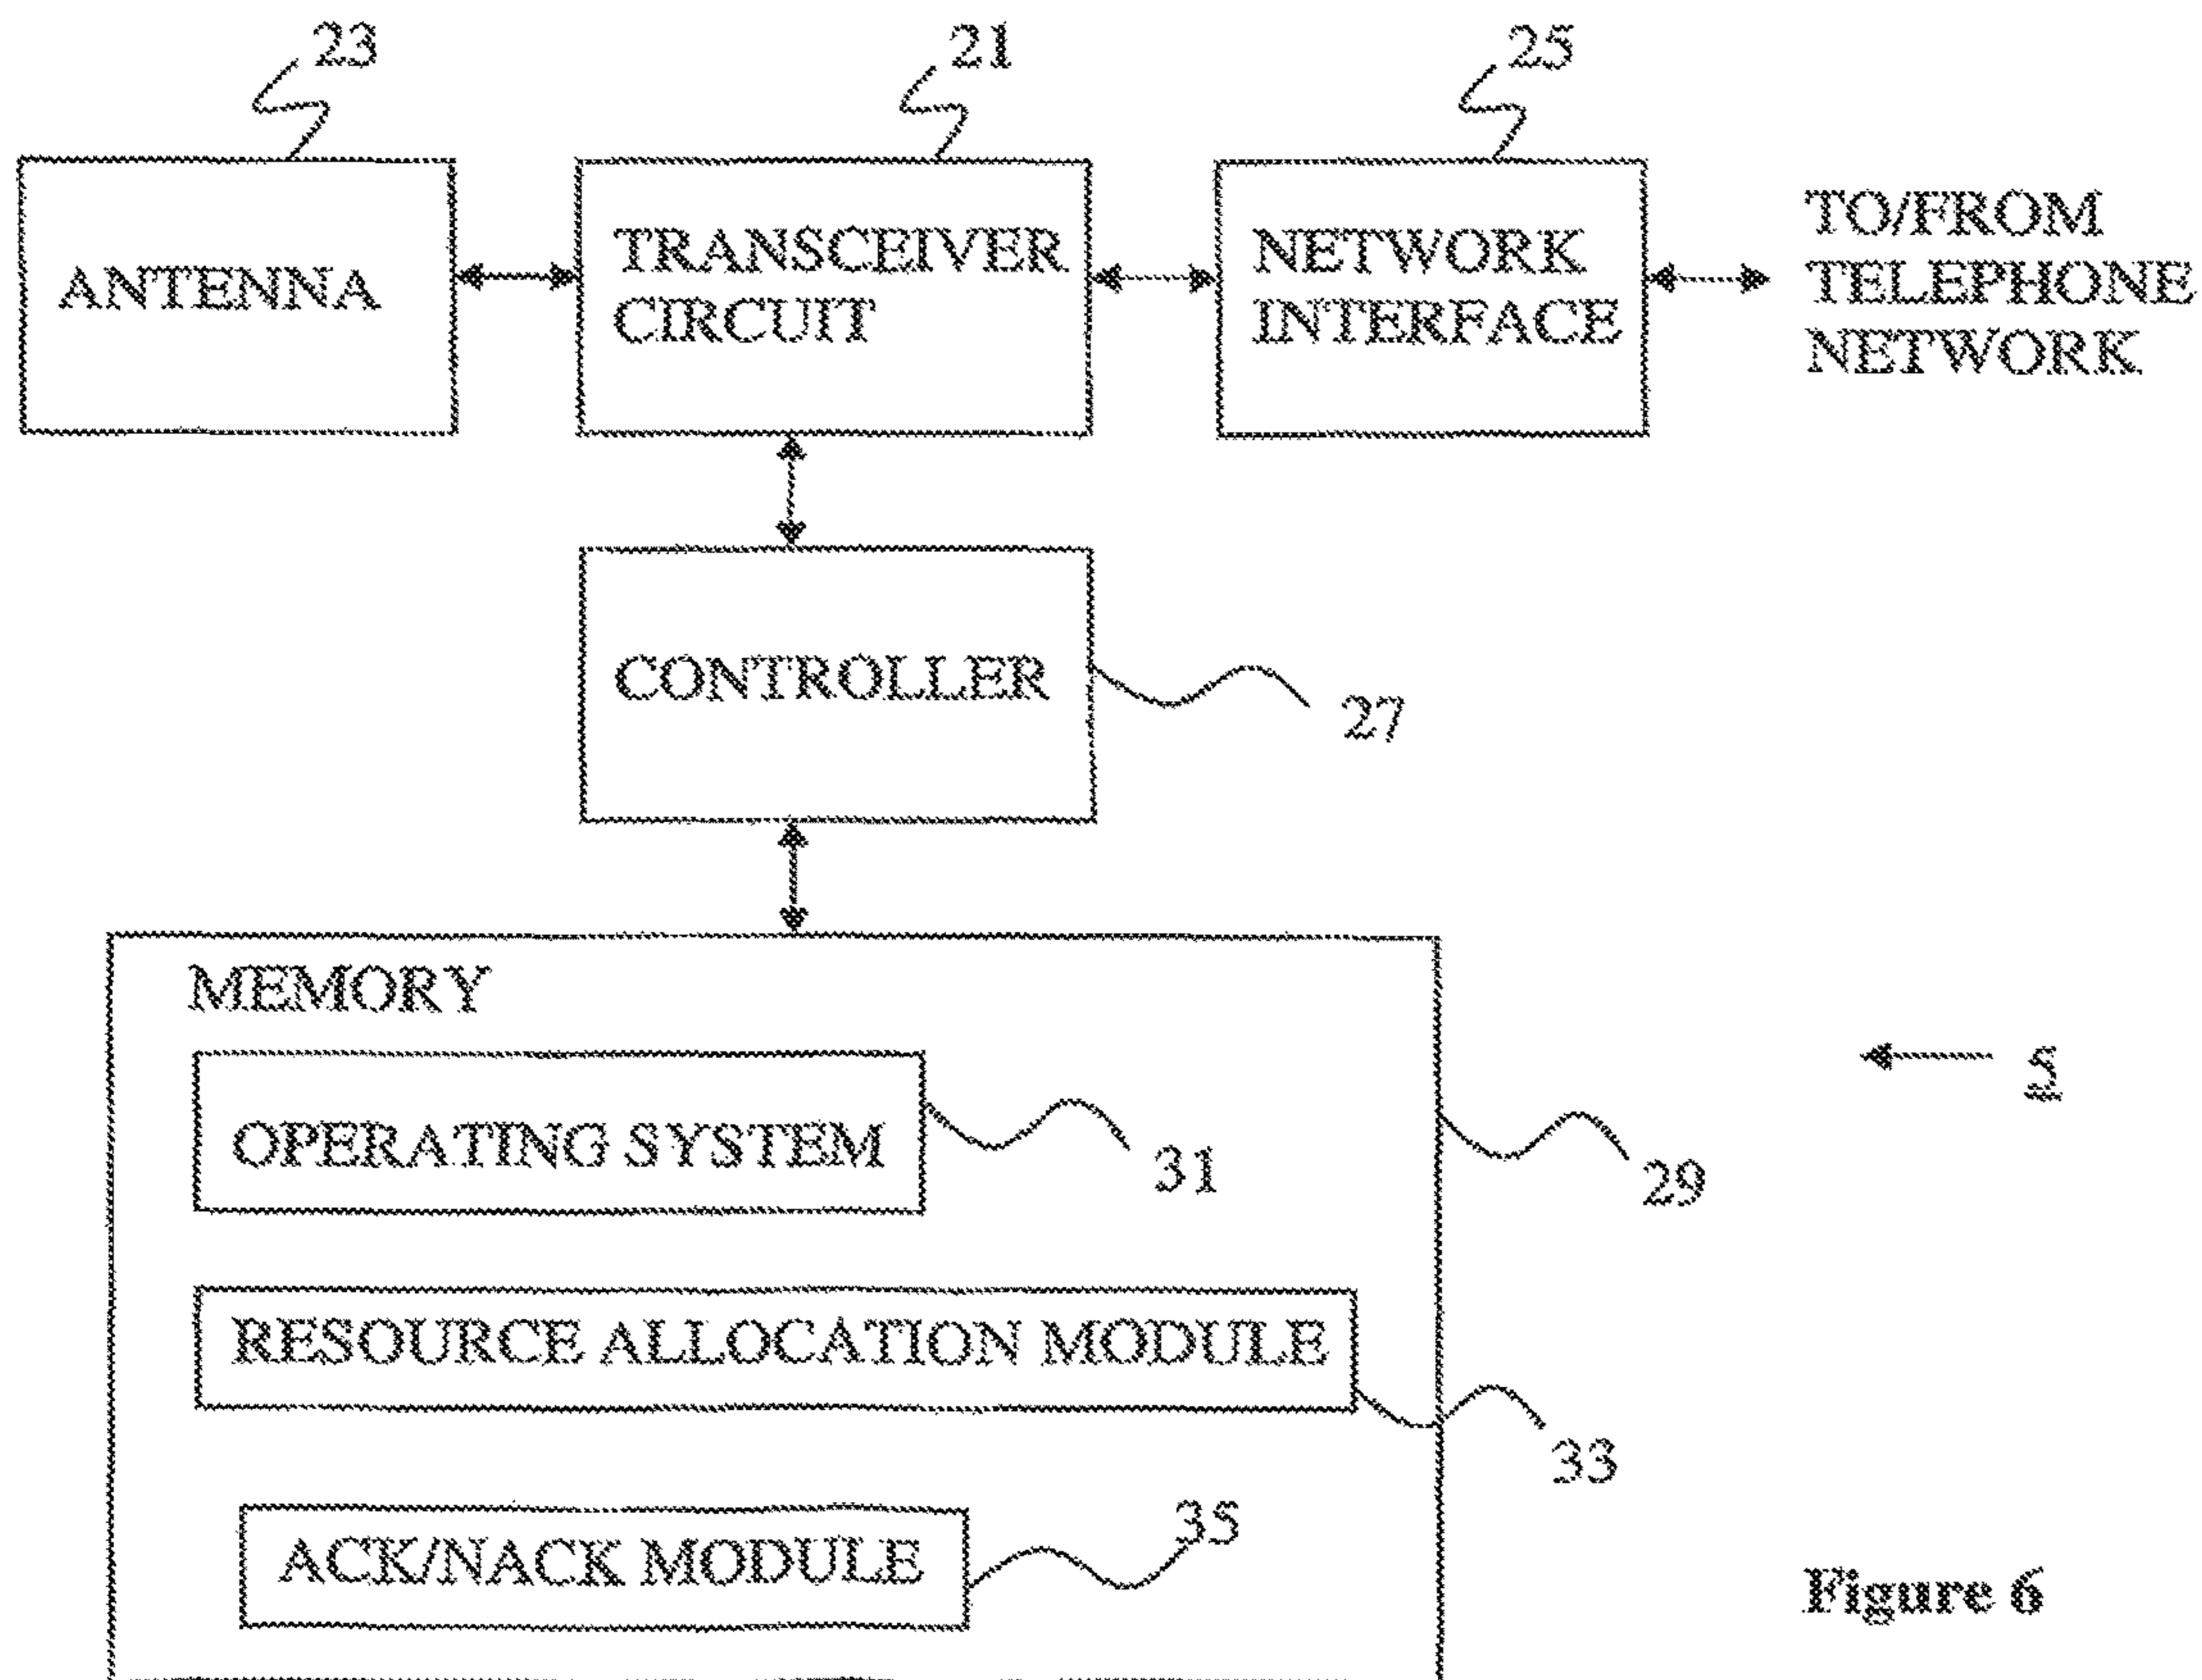 23
21
25
ANTENNA
TRANSCEIVER
CIRCUIT
NETWORK
INTERFACE
TO/FROM
TELEPHONE
NETWORK
CONTROLLER
27
MEMORY
OPERATING SYSTEM
31
29
5
RESOURCE ALLOCATION MODULE
33
ACK/NACK MODULE
35
Figure 6